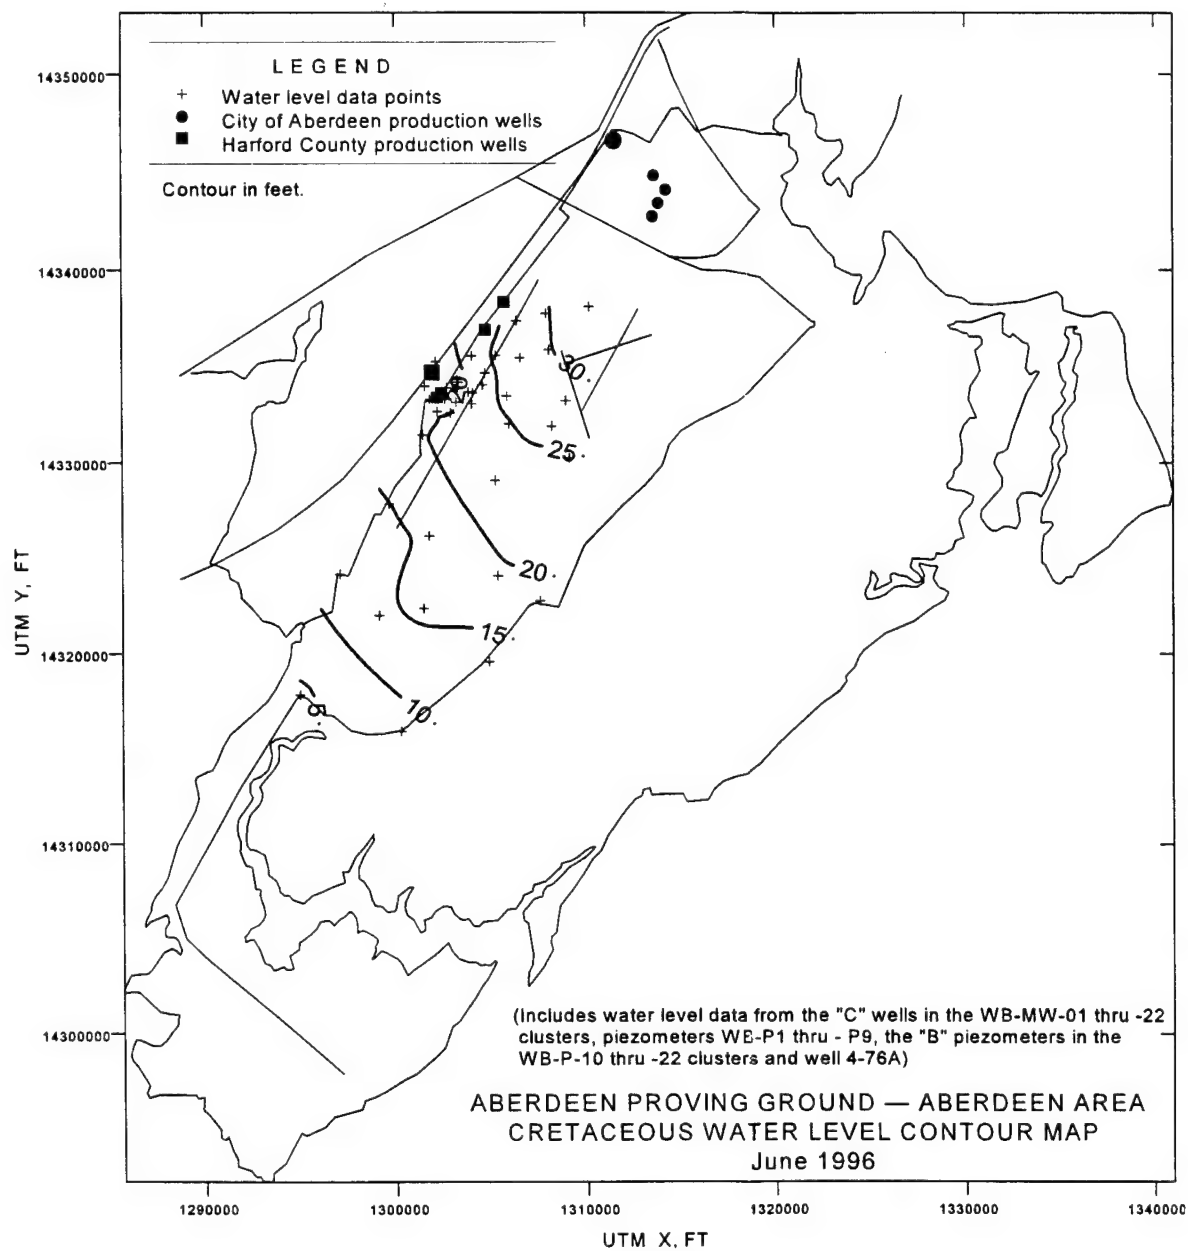 LEGEND
+ Water level data points
● City of Aberdeen production wells
■ Harford County production wells
Contour in feet.
14350000
14340000
14330000
14320000
14310000
14300000
UTM Y, FT
30.
25.
20.
15.
10.
5.
(Includes water level data from the "C" wells in the WB-MW-01 thru -22
clusters, piezometers WB-P1 thru - P9, the "B" piezometers in the
WB-P-10 thru -22 clusters and well 4-76A)
ABERDEEN PROVING GROUND — ABERDEEN AREA
CRETACEOUS WATER LEVEL CONTOUR MAP
June 1996
1290000
1300000
1310000
1320000
1330000
1340000
UTM X, FT